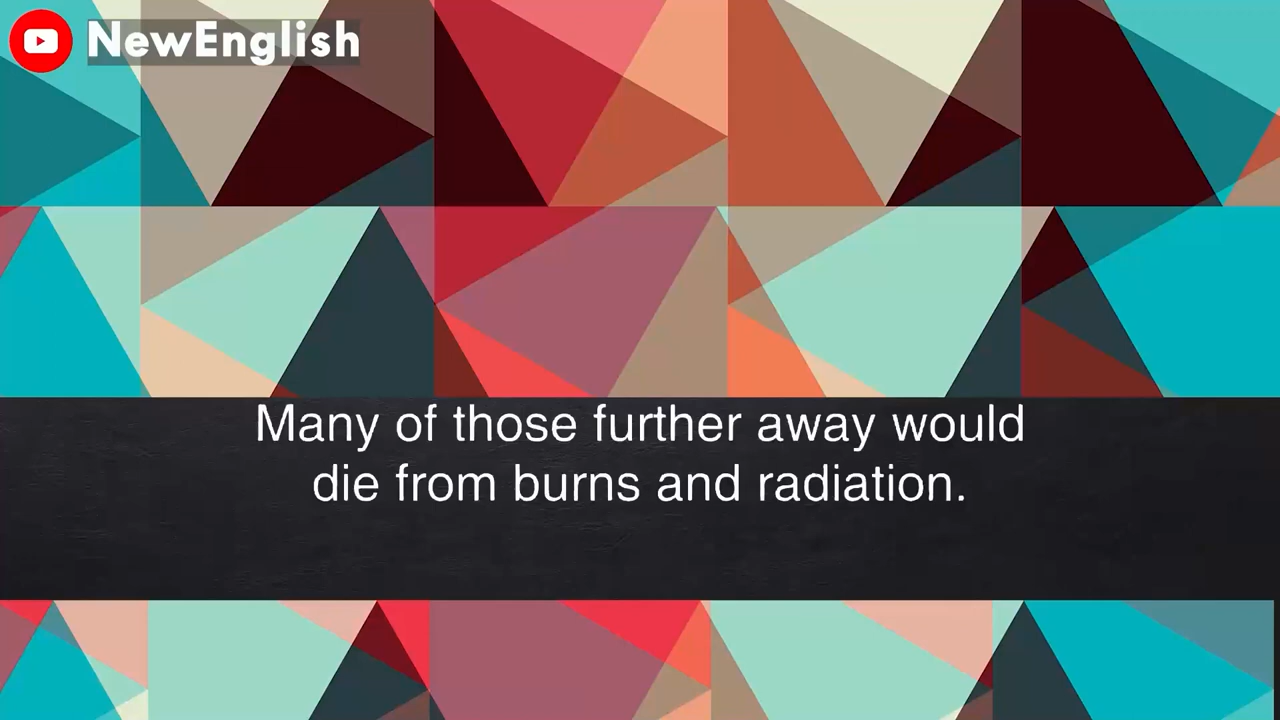 NewEnglish
Many of those further away would
die from burns and radiation.